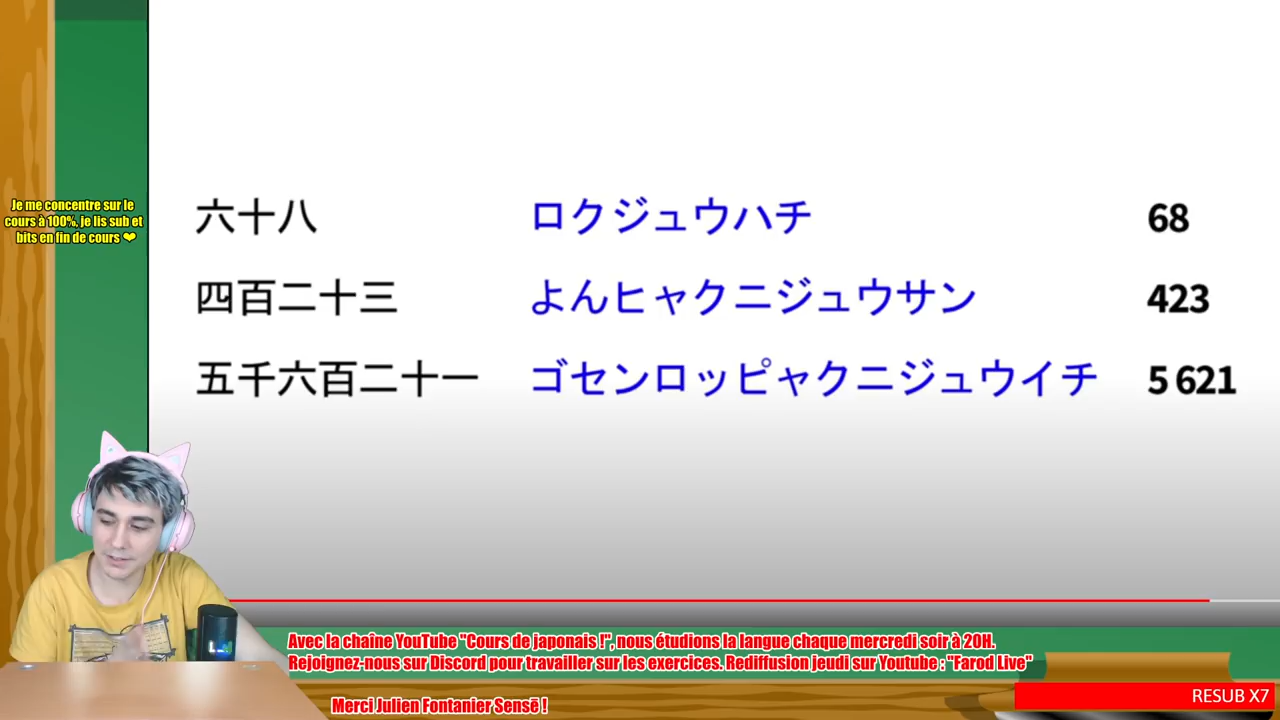 Je me concentre sur le
cours à 100%, je lis sub et
bits en fin de cours ❤
六十八 ロクジュウハチ 68
四百二十三 よんヒャクニジュウサン 423
五千六百二十一 ゴセンロッピャクニジュウイチ 5 621
Avec la chaîne YouTube "Cours de japonais !", nous étudions la langue chaque mercredi soir à 20H.
Rejoignez-nous sur Discord pour travailler sur les exercices. Rediffusion jeudi sur Youtube : "Farod Live"
Merci Julien Fontanier Sensē !
RESUB X7